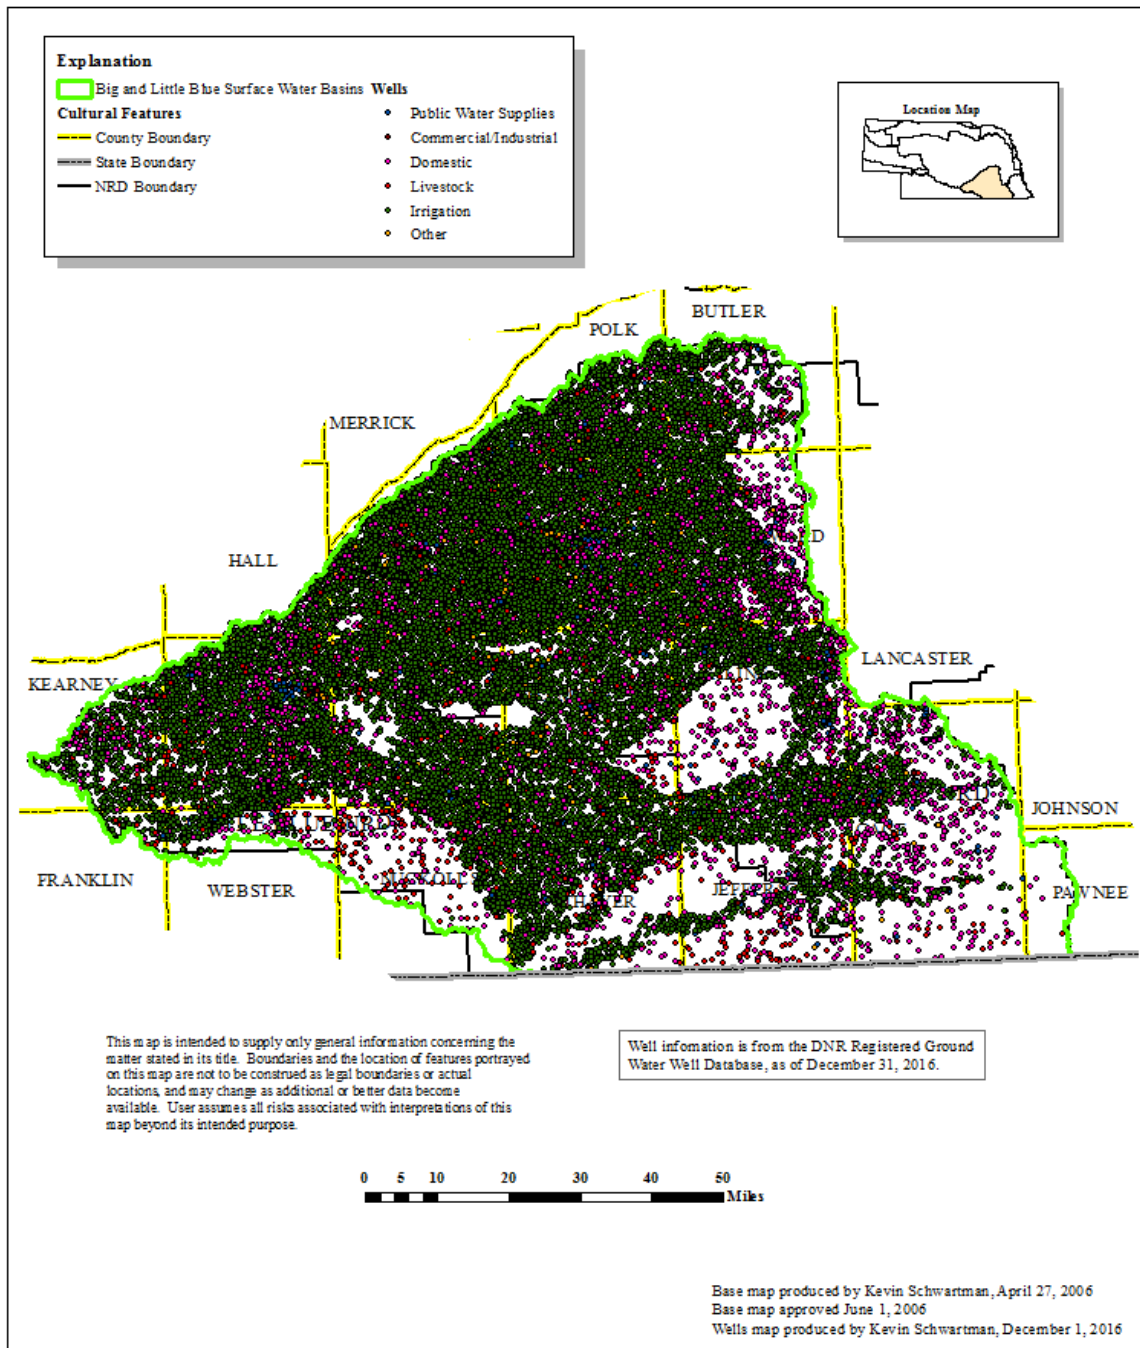 Explanation
Big and Little Blue Surface Water Basins
Cultural Features
County Boundary
State Boundary
NRD Boundary
Wells
Public Water Supplies
Commercial/Industrial
Domestic
Livestock
Irrigation
Other
Location Map
BUTLER
POLK
MERRICK
HALL
LANCASTER
KEARNEY
JOHNSON
FRANKLIN
WEBSTER
PAWNEE
This map is intended to supply only general information concerning the
matter stated in its title. Boundaries and the location of features portrayed
on this map are not to be construed as legal boundaries or actual
locations, and may change as additional or better data become
available. User assumes all risks associated with interpretations of this
map beyond its intended purpose.
Well infomation is from the DNR Registered Ground
Water Well Database, as of December 31, 2016.
0 5 10 20 30 40 50
Miles
Base map produced by Kevin Schwartman, April 27, 2006
Base map approved June 1, 2006
Wells map produced by Kevin Schwartman, December 1, 2016